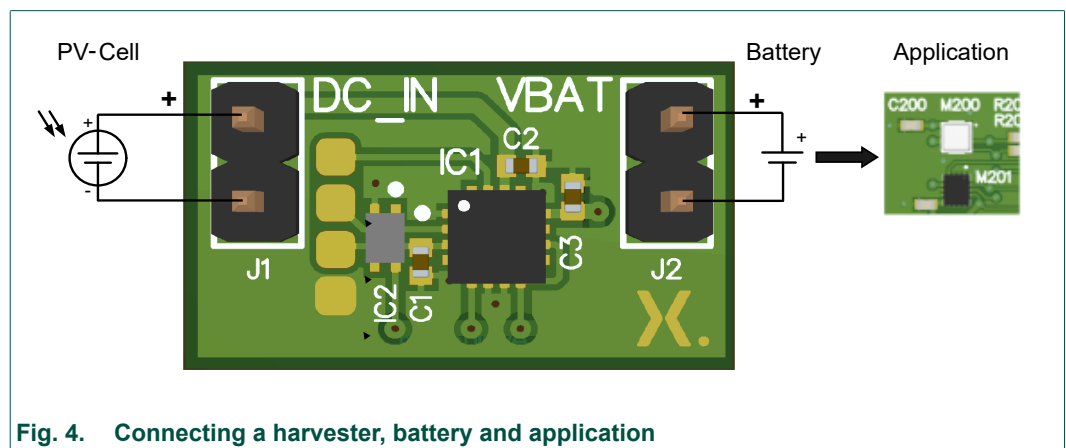 PV-Cell
Battery
Application
+
+
-
DC_IN
VBAT
+
+
C200 M200 R20
R20
M201
C2
IC1
C3
J1
IC2
C1
J2
X.
Fig. 4. Connecting a harvester, battery and application